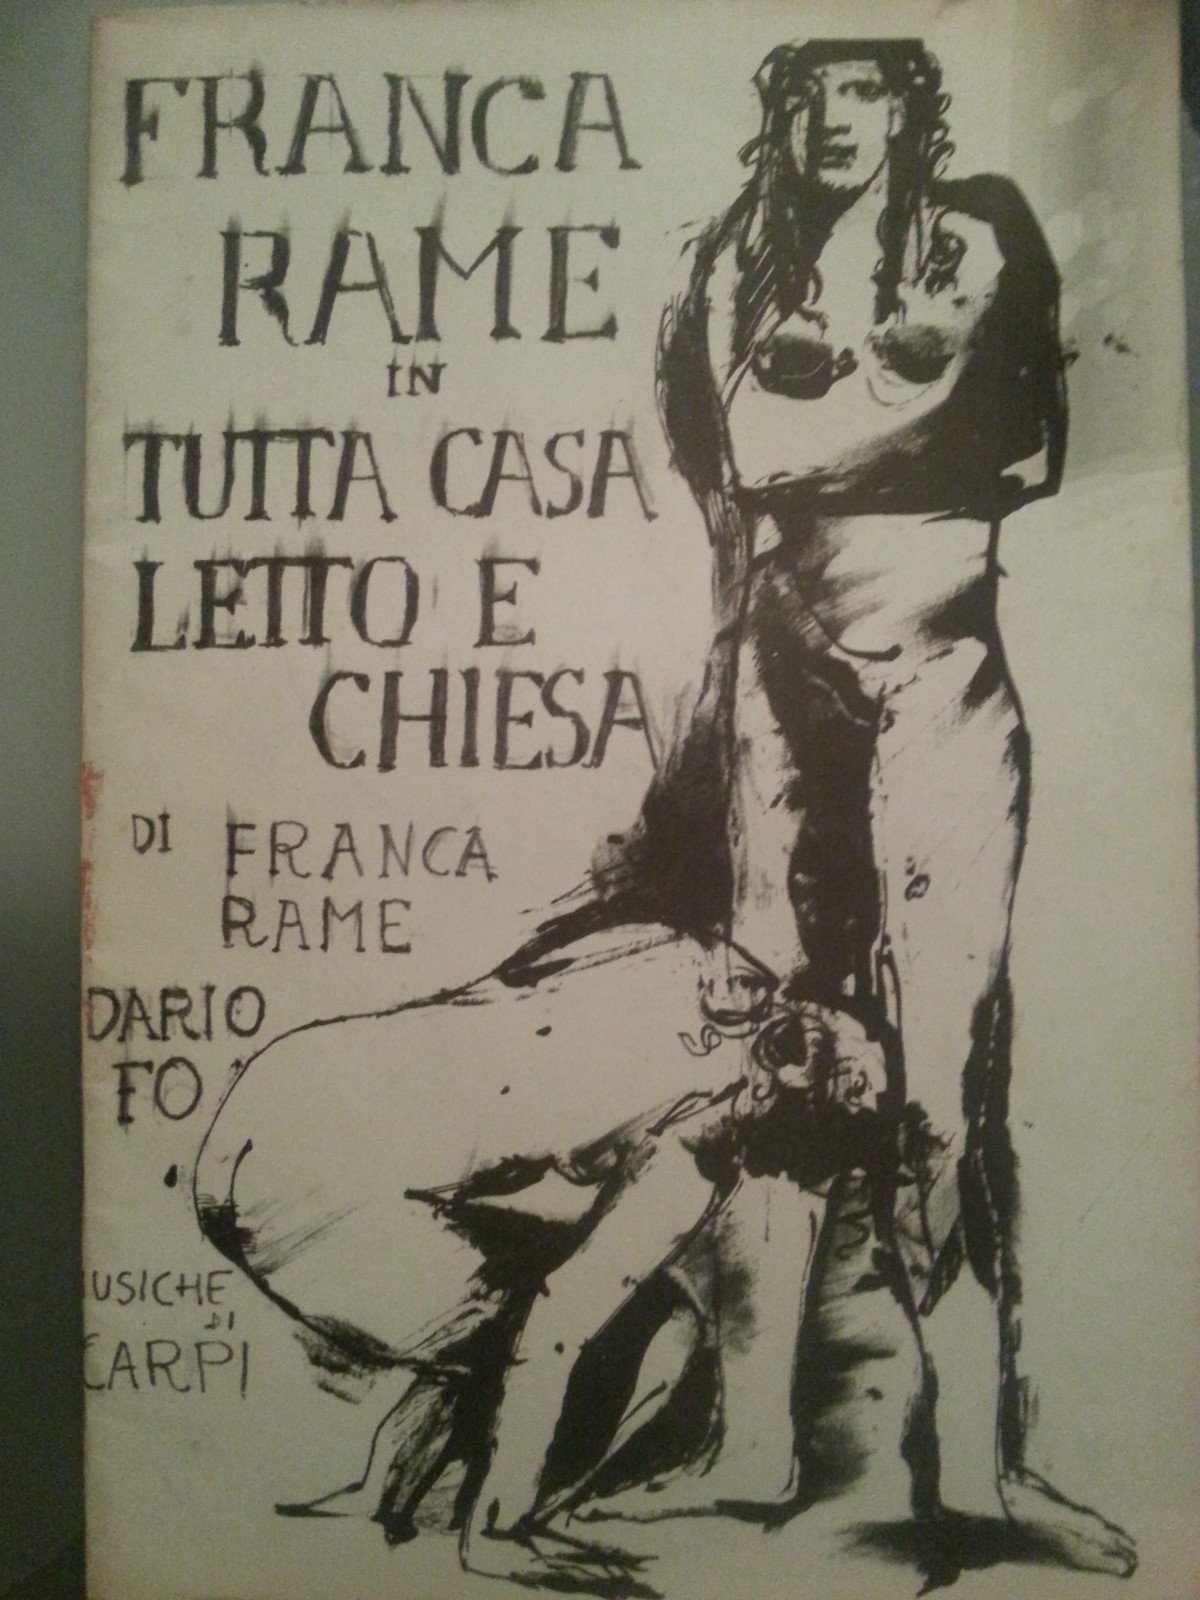 FRANCA
RAME
IN
TUTTA CASA
LETTO E
CHIESA
DI FRANCA
RAME
DARIO
FO
USICHE
DI
CARPI